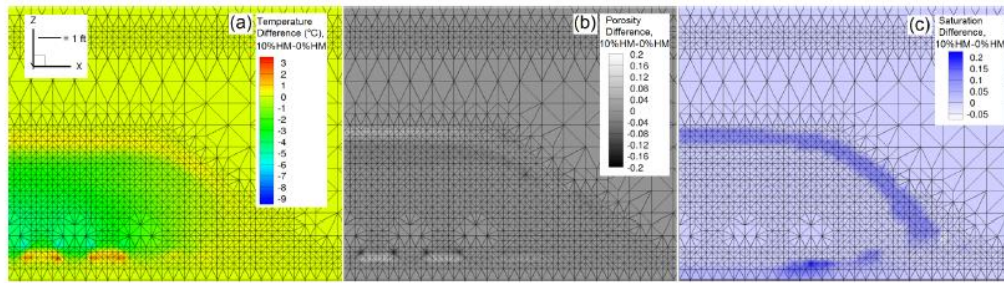 (a)
Temperature
Difference (°C),
10%HM-0%HM
3
2
1
0
-1
-2
-3
-4
-5
-6
-7
-8
-9
Z
= 1 ft
Y
X
(b)
Porosity
Difference,
10%HM-0%HM
0.2
0.16
0.12
0.08
0.04
0
-0.04
-0.08
-0.12
-0.16
-0.2
(c)
Saturation
Difference,
10%HM-0%HM
0.2
0.15
0.1
0.05
0
-0.05